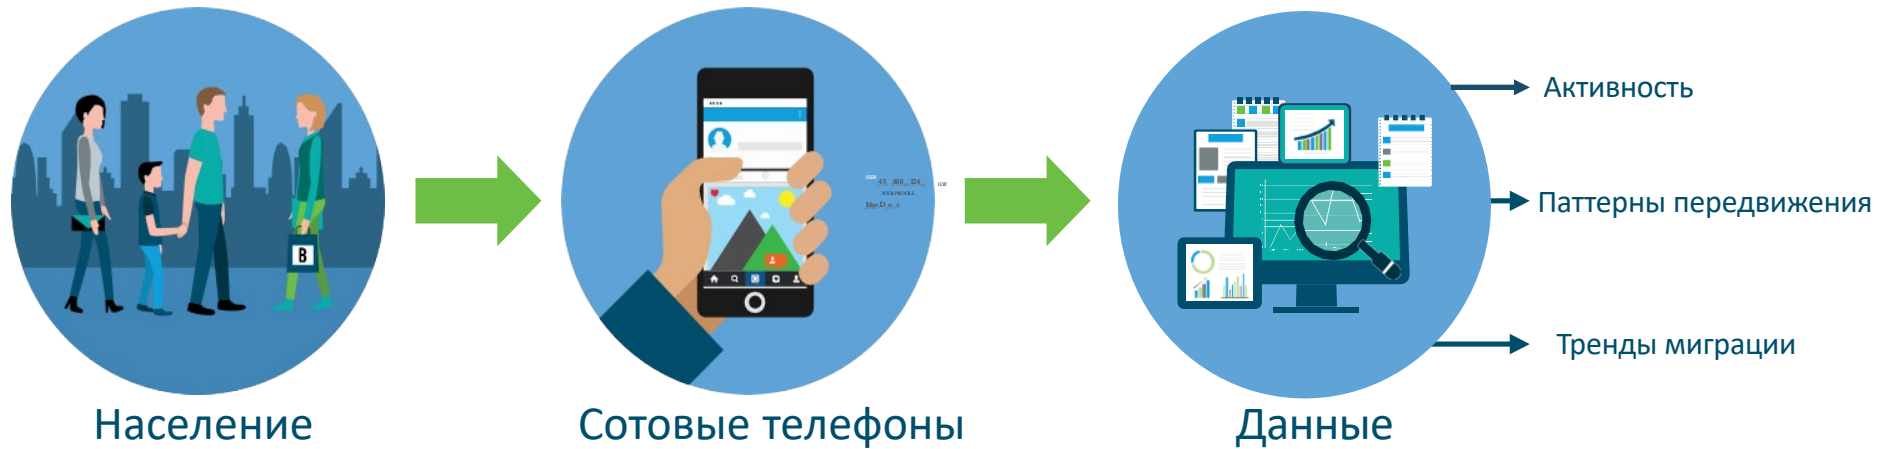 B
Активность
Паттерны передвижения
Тренды миграции
Население
Сотовые телефоны
Данные